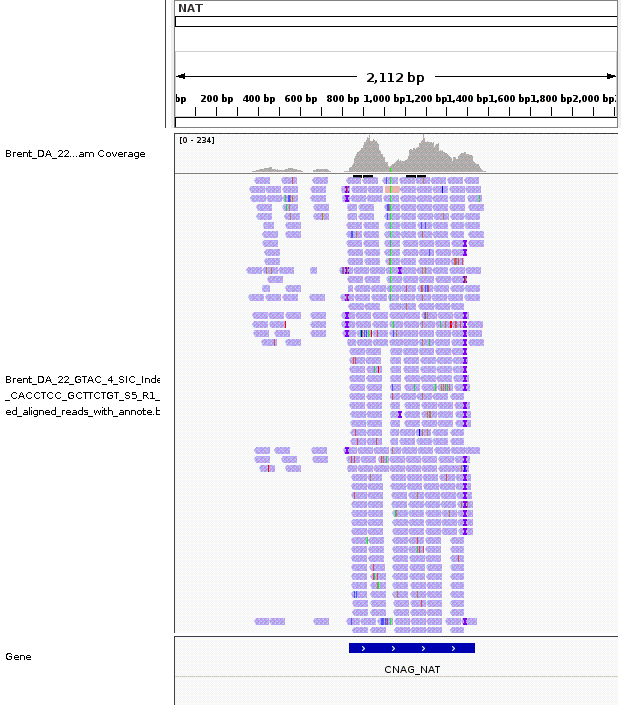 NAT
2,112 bp
bp 200 bp 400 bp 600 bp 800 bp 1,000 bp 1,200 bp 1,400 bp 1,600 bp 1,800 bp 2,000 bp
[0 - 234]
Brent_DA_22...am Coverage
Brent_DA_22_GTAC_4_SIC_Inde
_CACCTCC_GCTTCTGT_S5_R1_
ed_aligned_reads_with_annote.b
Gene
CNAG_NAT